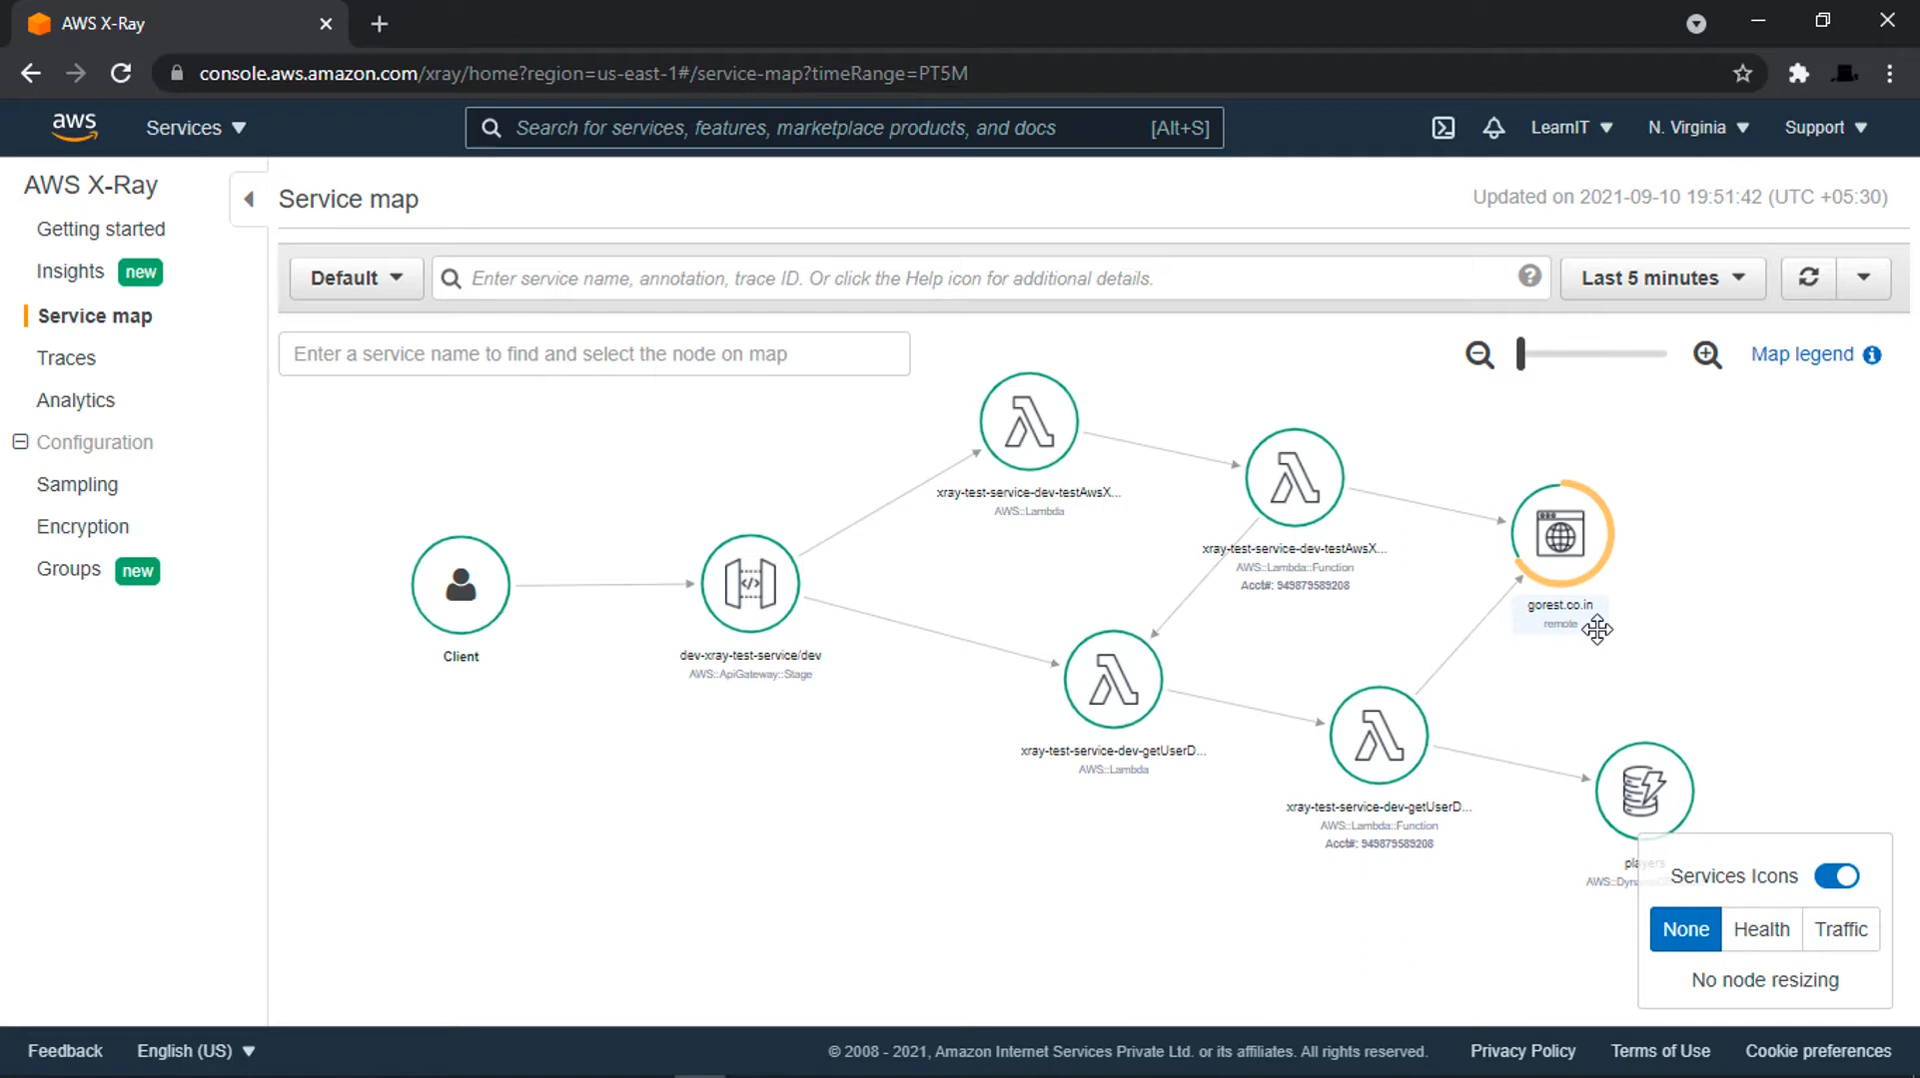 AWS X-Ray
console.aws.amazon.com/xray/home?region=us-east-1#/service-map?timeRange=PT5M
aws
Services
Search for services, features, marketplace products, and docs [Alt+S]
LearnIT
N. Virginia
Support
AWS X-Ray
Getting started
Insights new
Service map
Traces
Analytics
Configuration
Sampling
Encryption
Groups new
Service map
Updated on 2021-09-10 19:51:42 (UTC +05:30)
Default
Enter service name, annotation, trace ID. Or click the Help icon for additional details.
Last 5 minutes
Enter a service name to find and select the node on map
Map legend
Client
dev-xray-test-service/dev
AWS::ApiGateway::Stage
xray-test-service-dev-testAwsX...
AWS::Lambda
xray-test-service-dev-testAwsX...
AWS::Lambda::Function
Acct#: 949879589208
gorest.co.in
remote
xray-test-service-dev-getUserD...
AWS::Lambda
xray-test-service-dev-getUserD...
AWS::Lambda::Function
Acct#: 949879589208
players
Services Icons
None Health Traffic
No node resizing
Feedback
English (US)
© 2008 - 2021, Amazon Internet Services Private Ltd. or its affiliates. All rights reserved.
Privacy Policy
Terms of Use
Cookie preferences